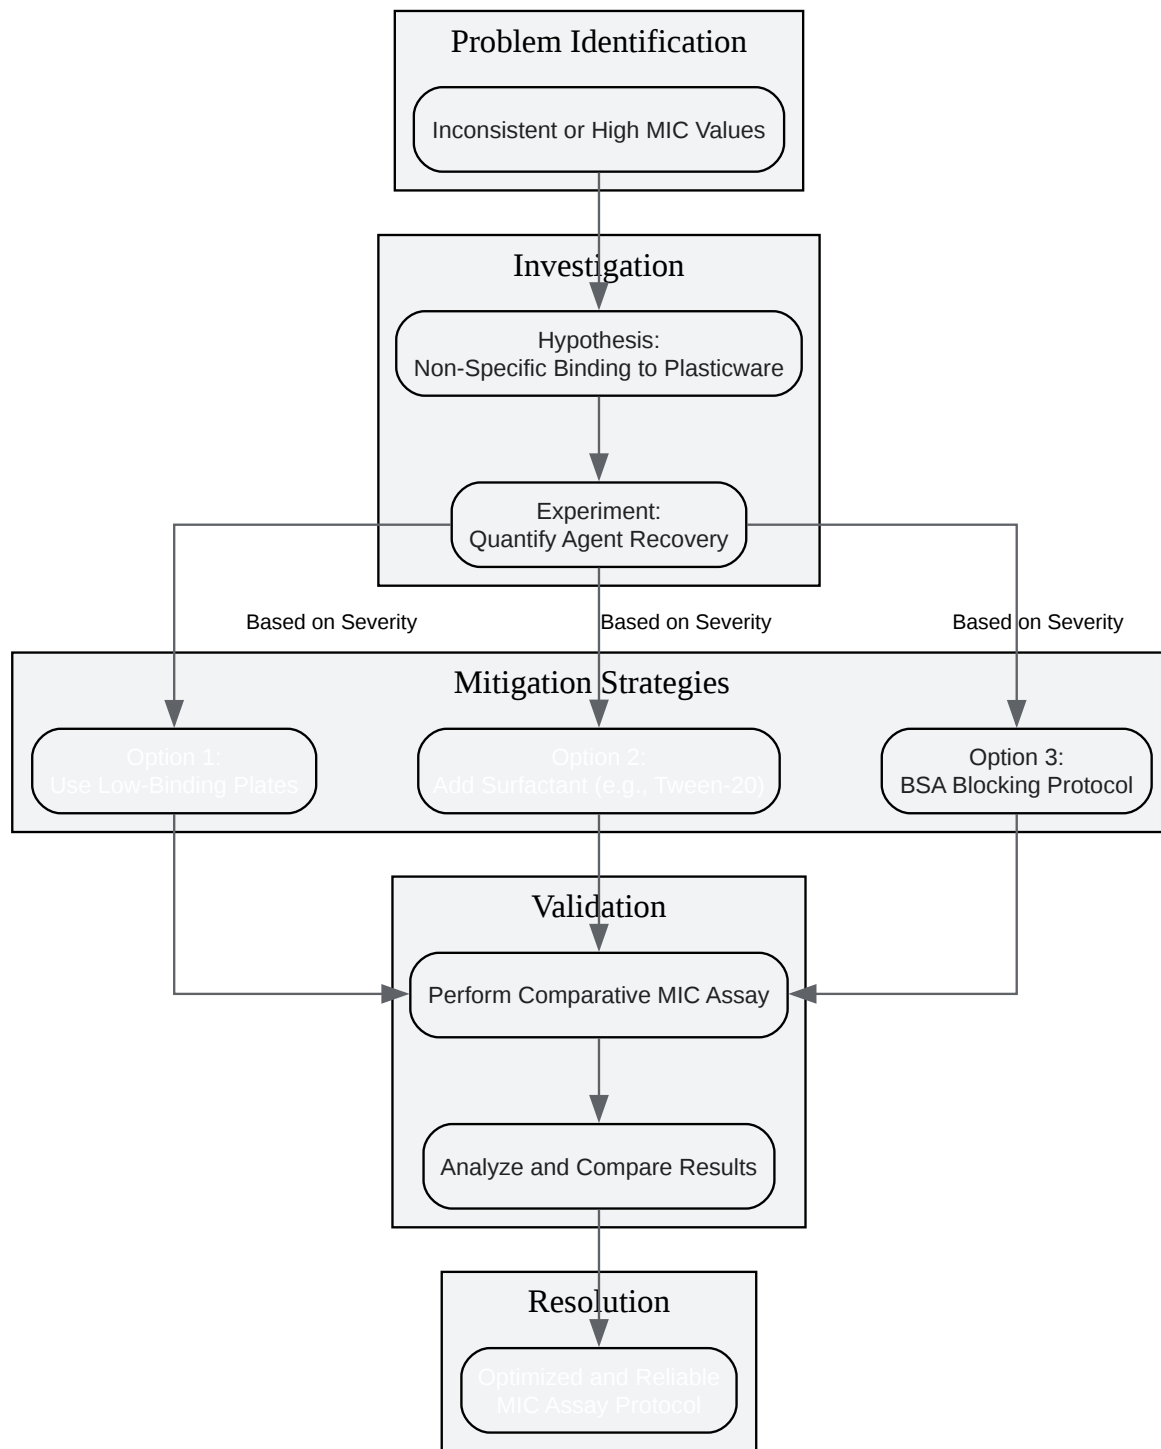 Problem Identification
Inconsistent or High MIC Values
Investigation
Hypothesis:
Non-Specific Binding to Plasticware
Experiment:
Quantify Agent Recovery
Based on Severity
Based on Severity
Based on Severity
Mitigation Strategies
Option 1:
Use Low-Binding Plates
Option 2:
Add Surfactant (e.g., Tween-20)
Option 3:
BSA Blocking Protocol
Validation
Perform Comparative MIC Assay
Analyze and Compare Results
Resolution
Optimized and Reliable
MIC Assay Protocol